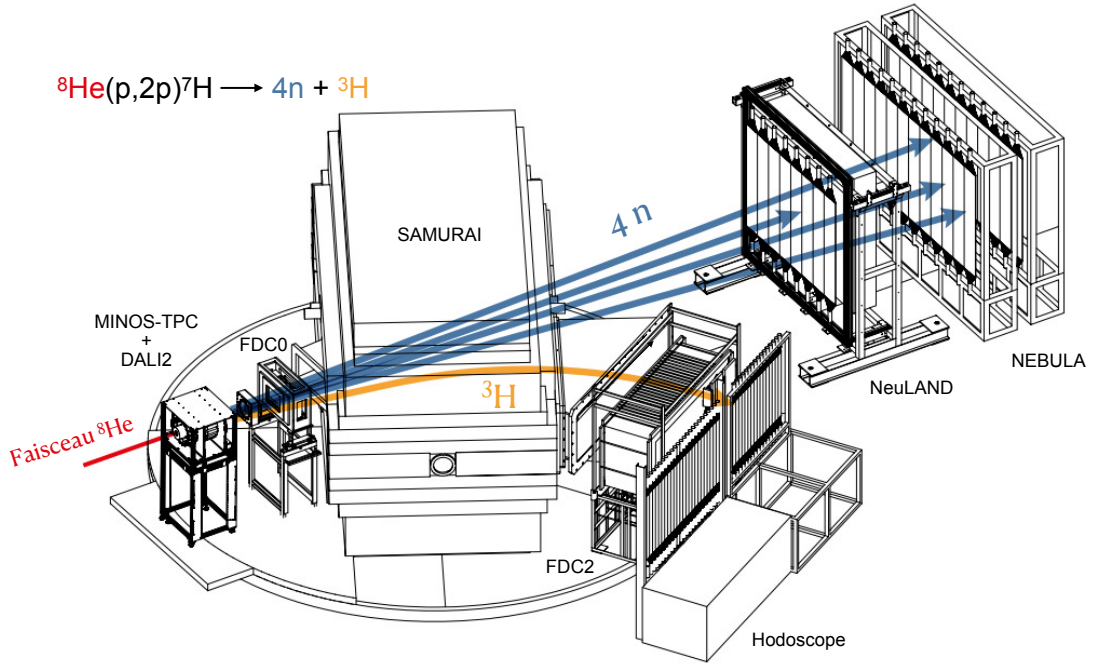 ⁸He(p,2p)⁷H ⟶ 4n + ³H
SAMURAI
4 n
MINOS-TPC
+
DALI2
FDC0
NEBULA
NeuLAND
³H
Faisceau ⁸He
FDC2
Hodoscope